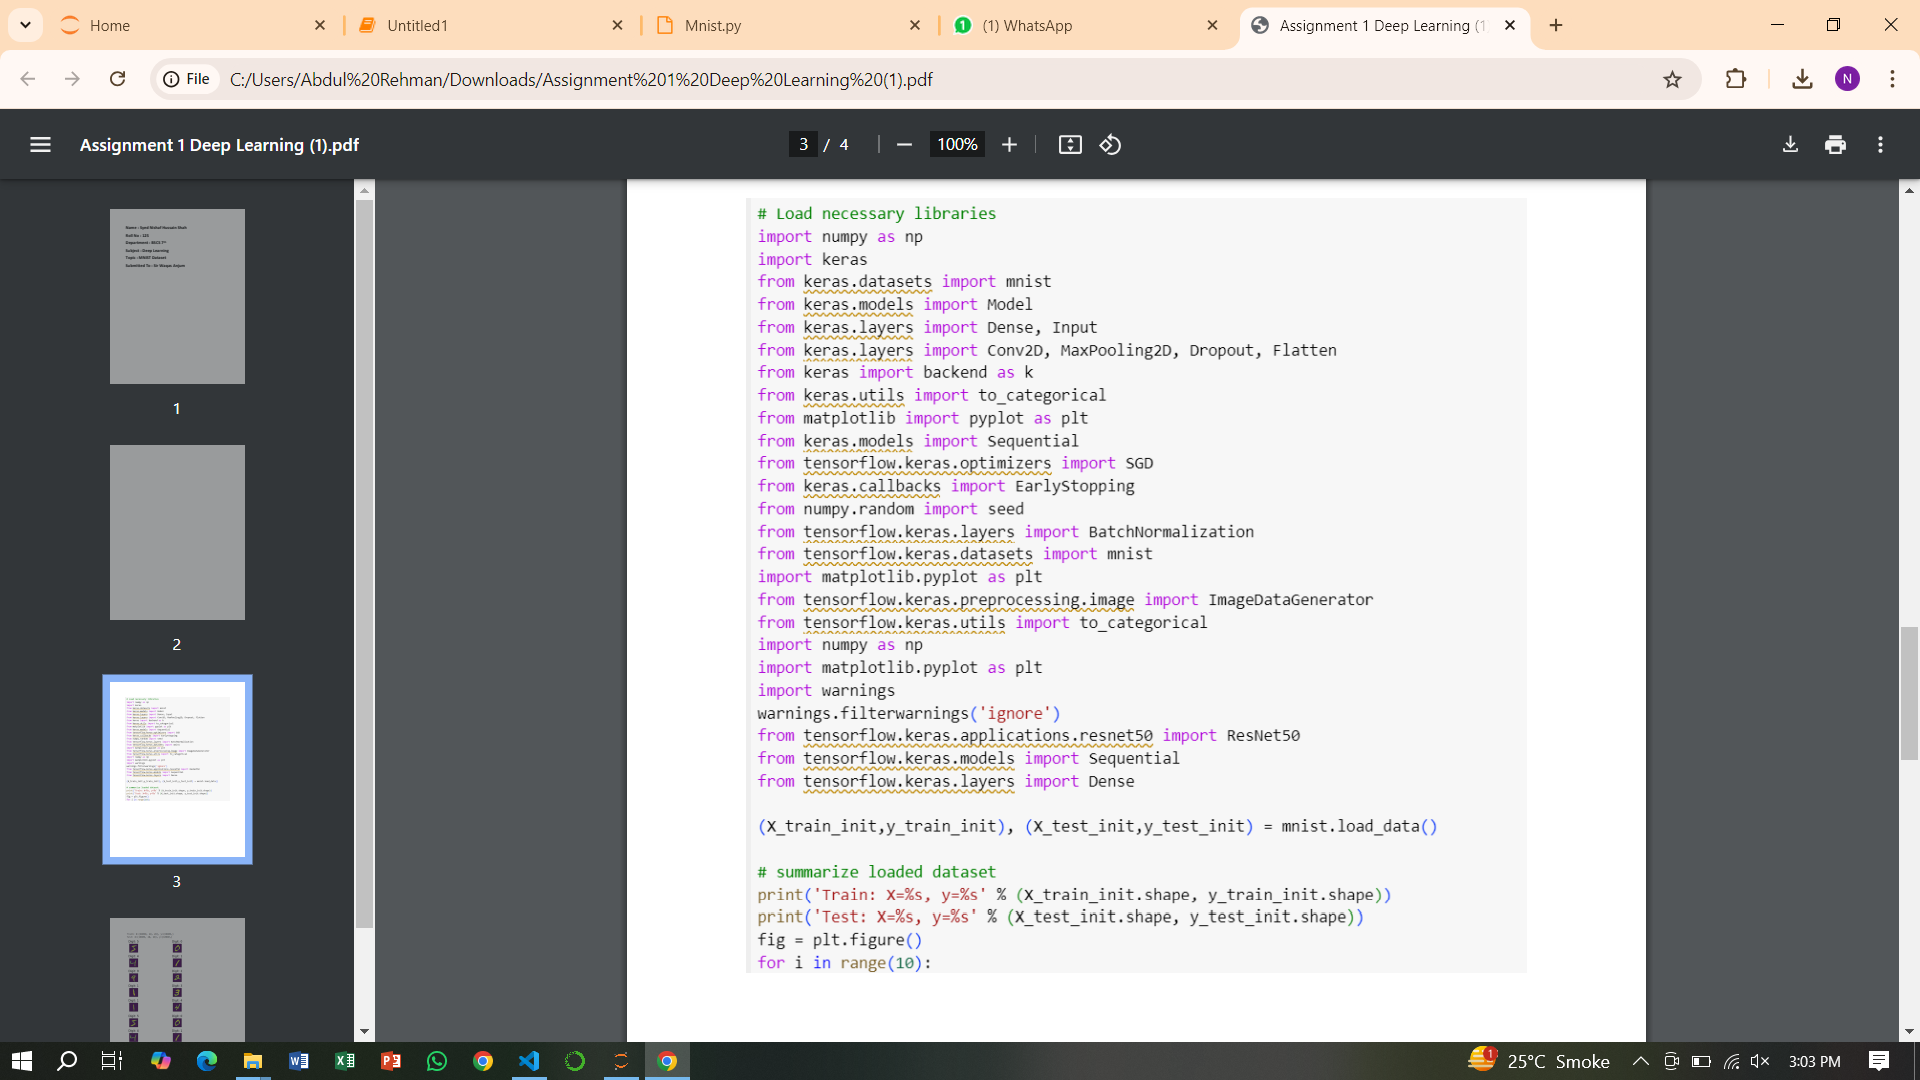 Home
Untitled1
Mnist.py
(1) WhatsApp
Assignment 1 Deep Learning (1
File
C:/Users/Abdul%20Rehman/Downloads/Assignment%201%20Deep%20Learning%20(1).pdf
N
Assignment 1 Deep Learning (1).pdf
3 / 4
100%
1
2
3
# Load necessary libraries
import numpy as np
import keras
from keras.datasets import mnist
from keras.models import Model
from keras.layers import Dense, Input
from keras.layers import Conv2D, MaxPooling2D, Dropout, Flatten
from keras import backend as k
from keras.utils import to_categorical
from matplotlib import pyplot as plt
from keras.models import Sequential
from tensorflow.keras.optimizers import SGD
from keras.callbacks import EarlyStopping
from numpy.random import seed
from tensorflow.keras.layers import BatchNormalization
from tensorflow.keras.datasets import mnist
import matplotlib.pyplot as plt
from tensorflow.keras.preprocessing.image import ImageDataGenerator
from tensorflow.keras.utils import to_categorical
import numpy as np
import matplotlib.pyplot as plt
import warnings
warnings.filterwarnings('ignore')
from tensorflow.keras.applications.resnet50 import ResNet50
from tensorflow.keras.models import Sequential
from tensorflow.keras.layers import Dense
(X_train_init,y_train_init), (X_test_init,y_test_init) = mnist.load_data()
# summarize loaded dataset
print('Train: X=%s, y=%s' % (X_train_init.shape, y_train_init.shape))
print('Test: X=%s, y=%s' % (X_test_init.shape, y_test_init.shape))
fig = plt.figure()
for i in range(10):
25°C Smoke
3:03 PM